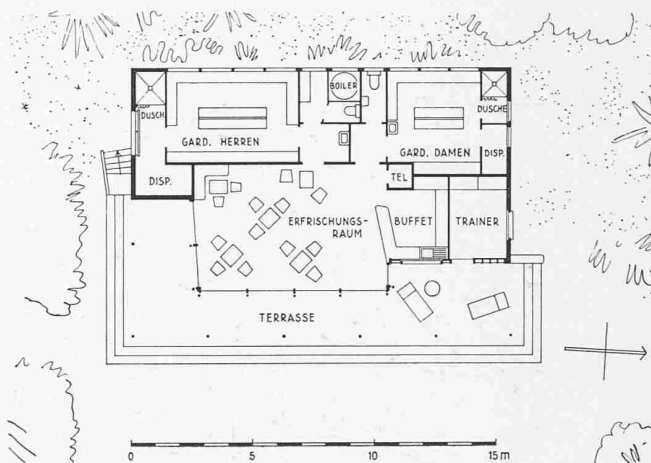 BOILER
DUSCH.
DUSCHE
GARD. HERREN
GARD. DAMEN
DISP.
DISP.
TEL
ERFRISCHUNGS-
RAUM
BUFFET
TRAINER
TERRASSE
0 5 10 15 m